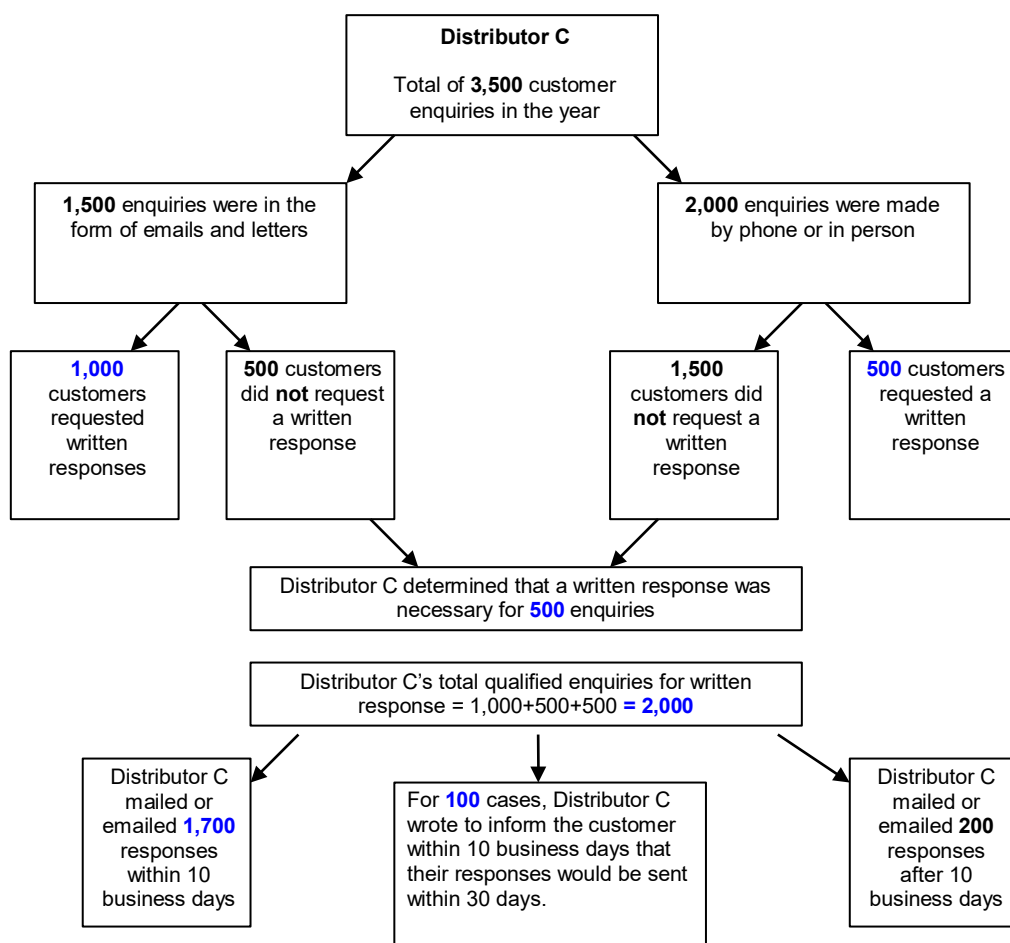 Distributor C
Total of 3,500 customer
enquiries in the year
1,500 enquiries were in the
form of emails and letters
2,000 enquiries were made
by phone or in person
1,000
customers
requested
written
responses
500 customers
did not request
a written
response
1,500
customers did
not request a
written
response
500 customers
requested a
written
response
Distributor C determined that a written response was
necessary for 500 enquiries
Distributor C's total qualified enquiries for written
response = 1,000+500+500 = 2,000
Distributor C
mailed or
emailed 1,700
responses
within 10
business days
For 100 cases, Distributor C
wrote to inform the customer
within 10 business days that
their responses would be sent
within 30 days.
Distributor C
mailed or
emailed 200
responses
after 10
business days